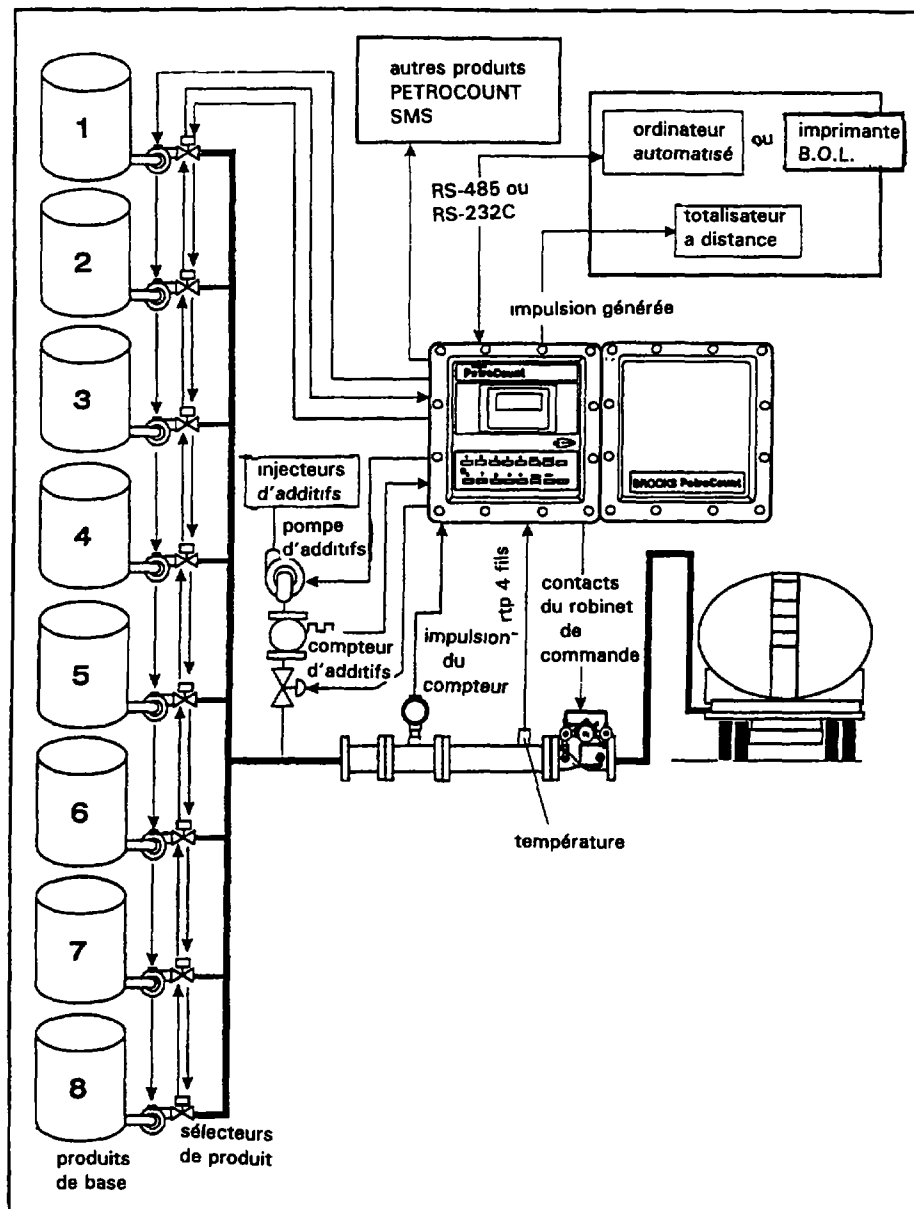 autres produits
PETROCOUNT
SMS
ordinateur
automatisé
ou
imprimante
B.O.L.
RS-485 ou
RS-232C
totalisateur
a distance
impulsion générée
PetroCount
BROOKS PetroCount
1
2
3
4
5
6
7
8
injecteurs
d'additifs
pompe
d'additifs
compteur
d'additifs
impulsion
du
compteur
rtp 4 fils
contacts
du robinet
de
commande
température
sélecteurs
de produit
produits
de base